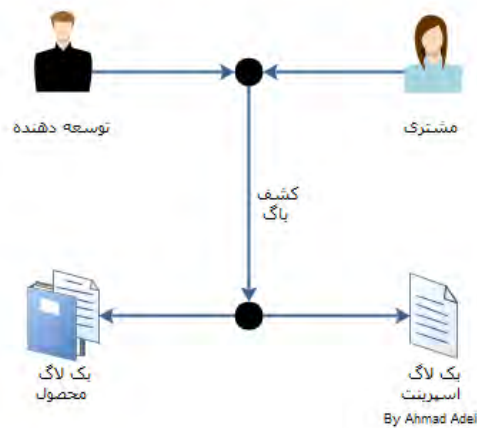 توسعه دهنده
مشتری
کشف
باگ
بک لاگ
محصول
بک لاگ
اسپرینت
By Ahmad Adel